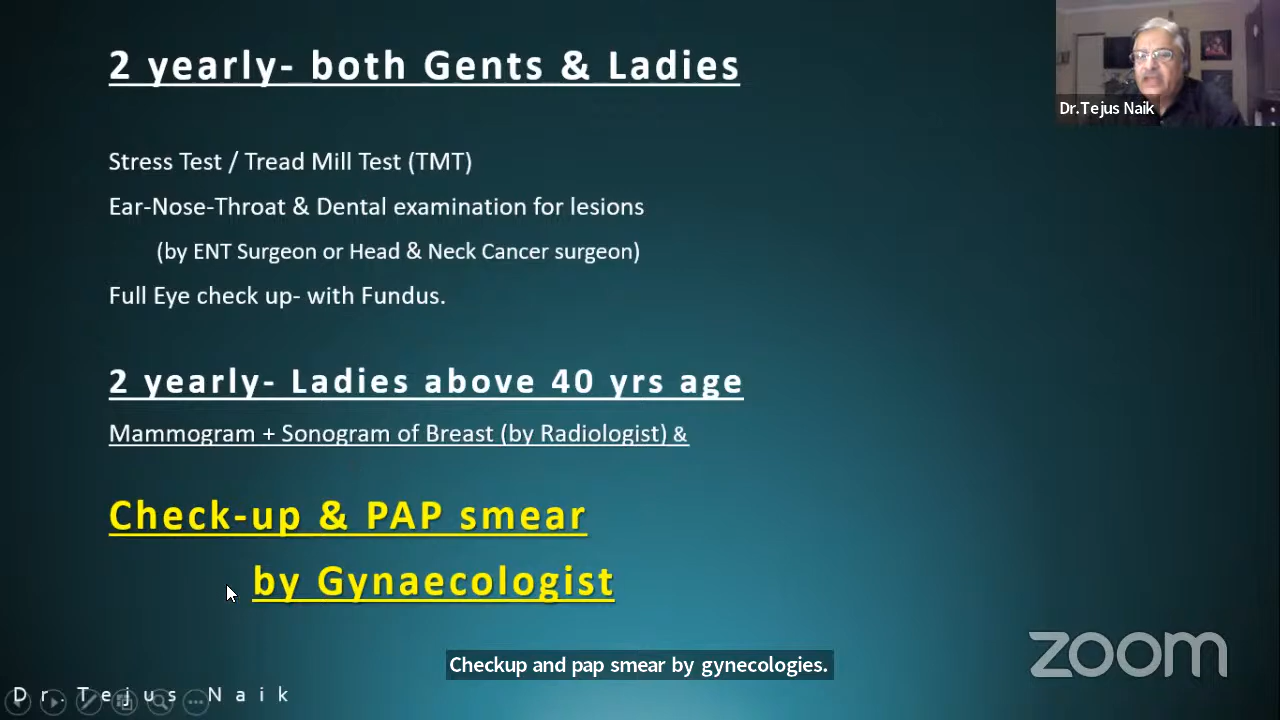 2 yearly- both Gents & Ladies
Dr.Tejus Naik
Stress Test / Tread Mill Test (TMT)
Ear-Nose-Throat & Dental examination for lesions
(by ENT Surgeon or Head & Neck Cancer surgeon)
Full Eye check up- with Fundus.
2 yearly- Ladies above 40 yrs age
Mammogram + Sonogram of Breast (by Radiologist) &
Check-up & PAP smear
by Gynaecologist
Checkup and pap smear by gynecologies.
zoom
Dr. Tejus Naik